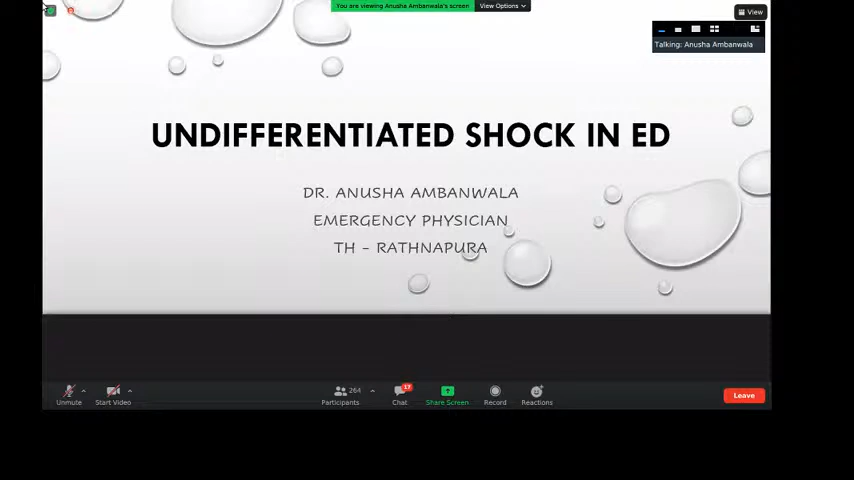 You are viewing Anusha Ambanwala's screen
View Options
View
Talking: Anusha Ambanwala
UNDIFFERENTIATED SHOCK IN ED
DR. ANUSHA AMBANWALA
EMERGENCY PHYSICIAN
TH – RATHNAPURA
Unmute
Start Video
264
Participants
17
Chat
Share Screen
Record
Reactions
Leave